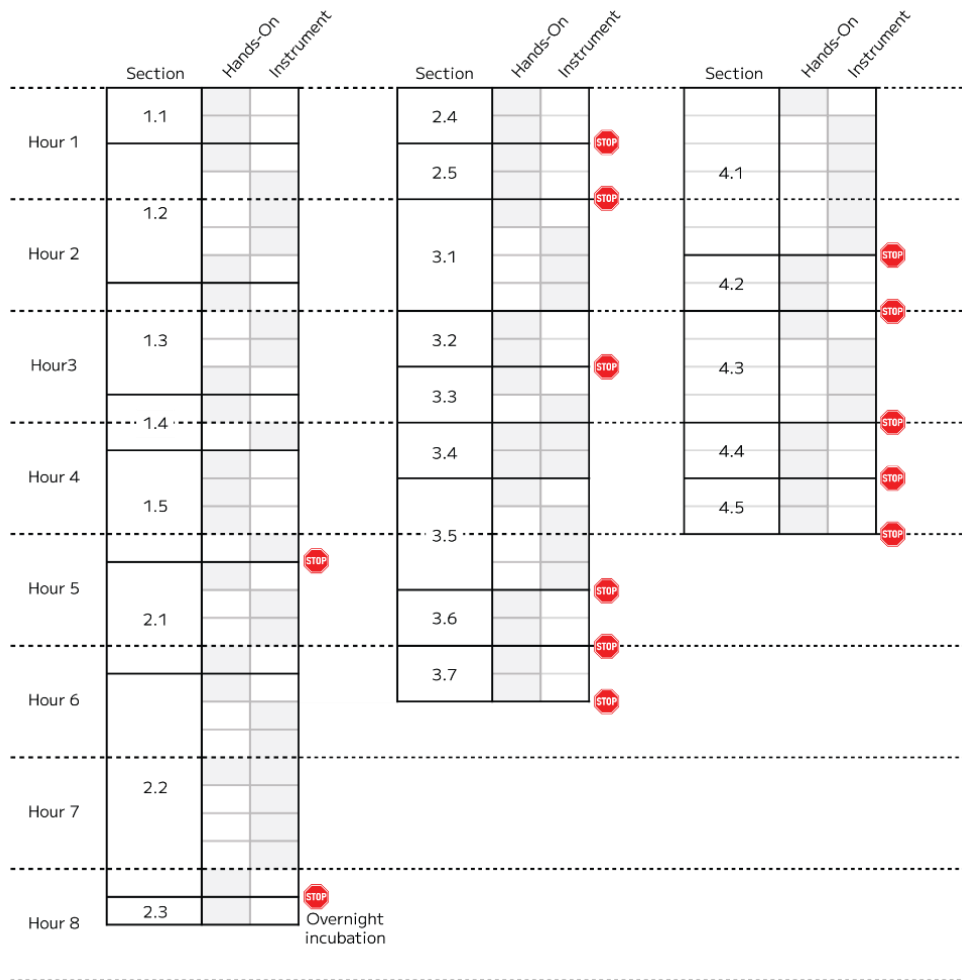 Section Hands-On Instrument
Section Hands-On Instrument
Section Hands-On Instrument
Hour 1
Hour 2
Hour3
Hour 4
Hour 5
Hour 6
Hour 7
Hour 8
1.1
1.2
1.3
1.4
1.5
STOP
2.1
2.2
STOP
2.3
Overnight
incubation
2.4
STOP
2.5
STOP
3.1
3.2
STOP
3.3
3.4
3.5
STOP
3.6
STOP
3.7
STOP
4.1
STOP
4.2
STOP
4.3
STOP
4.4
STOP
4.5
STOP